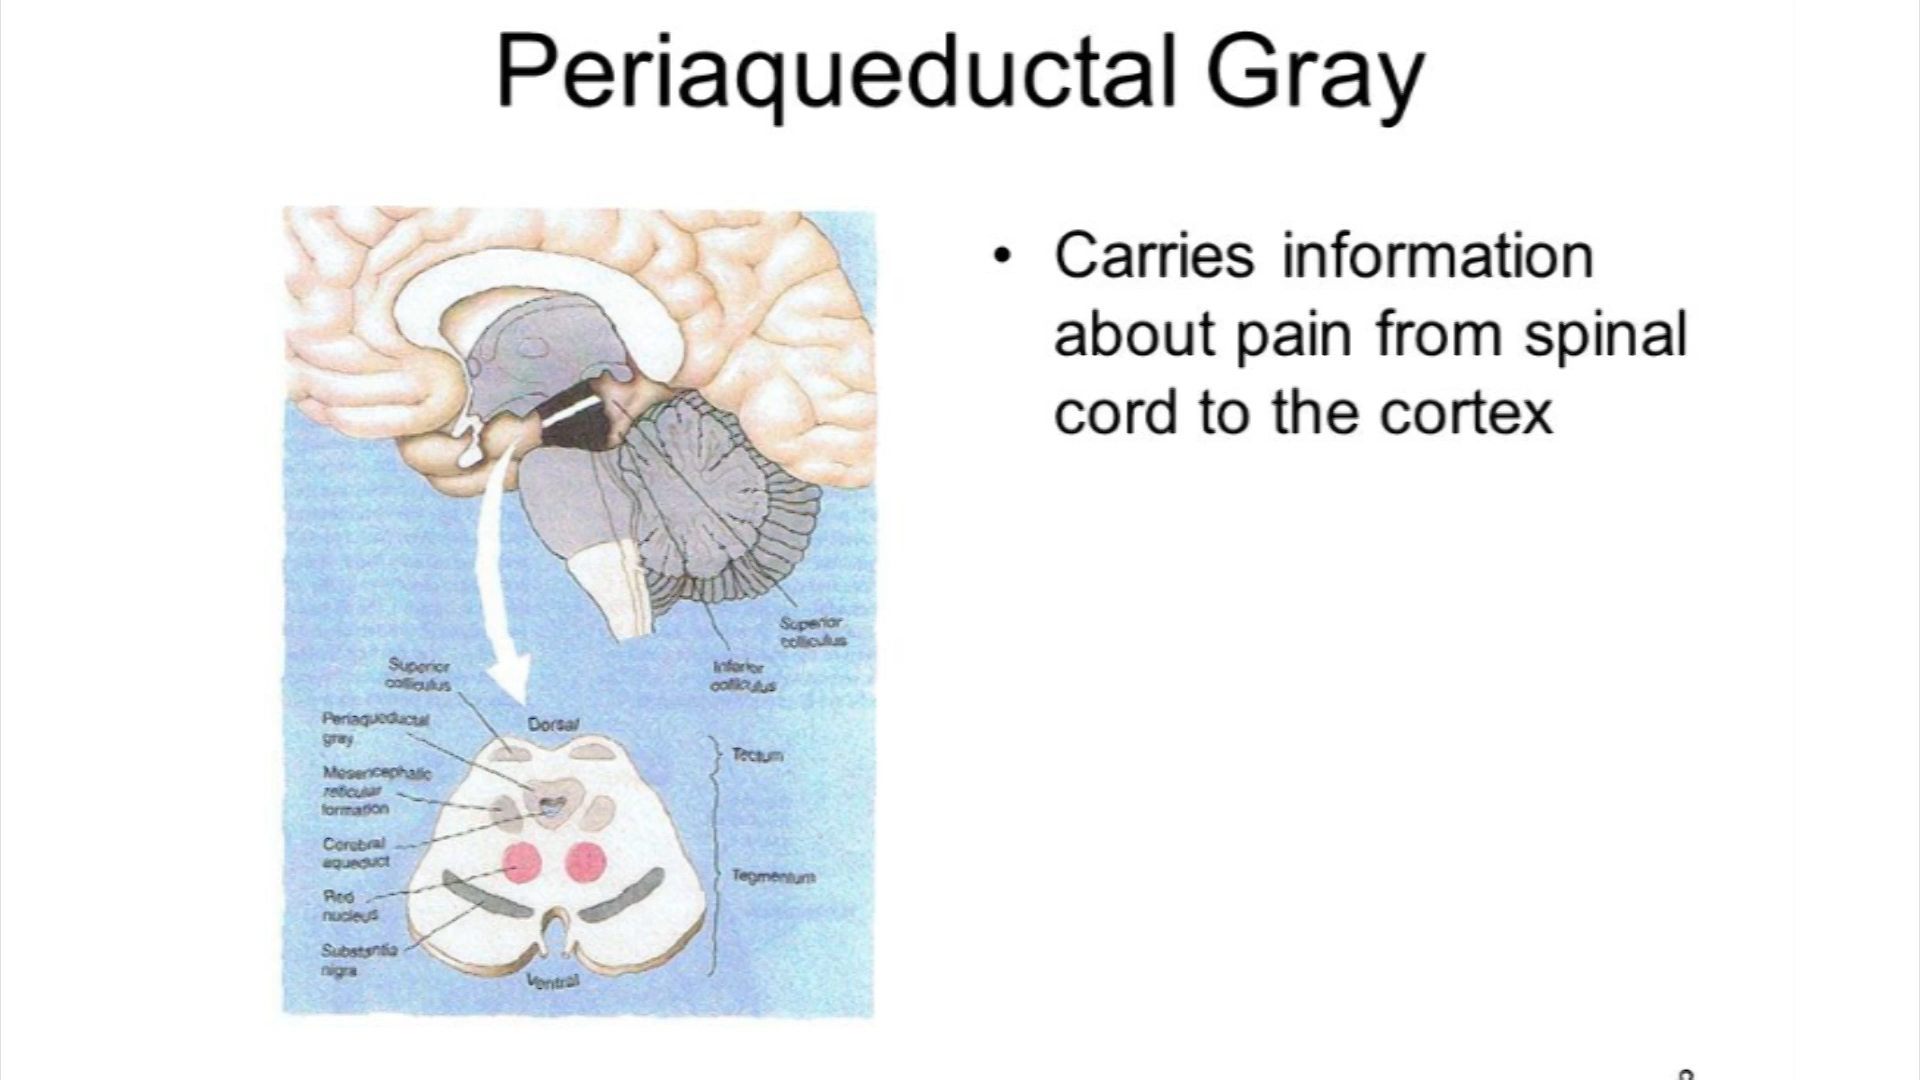 Periaqueductal Gray
• Carries information
about pain from spinal
cord to the cortex
Superior
colliculus
Inferior
colliculus
Superior
colliculus
Periaqueductal
gray
Mesencephalic
reticular
formation
Cerebral
aqueduct
Red
nucleus
Substantia
nigra
Dorsal
Tectum
Tegmentum
Ventral